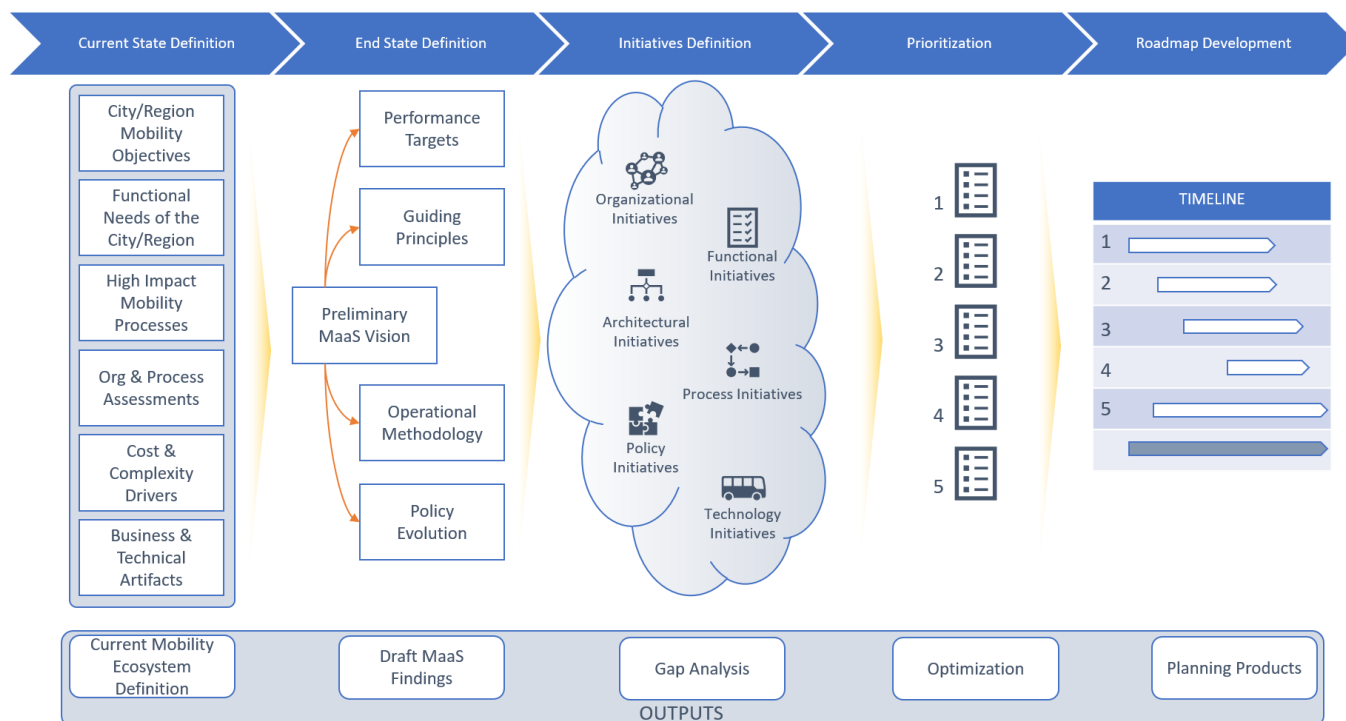 Current State Definition
End State Definition
Initiatives Definition
Prioritization
Roadmap Development
City/Region
Mobility
Objectives
Functional
Needs of the
City/Region
High Impact
Mobility
Processes
Org & Process
Assessments
Cost &
Complexity
Drivers
Business &
Technical
Artifacts
Performance
Targets
Guiding
Principles
Preliminary
MaaS Vision
Operational
Methodology
Policy
Evolution
Organizational
Initiatives
Functional
Initiatives
Architectural
Initiatives
Process Initiatives
Policy
Initiatives
Technology
Initiatives
1
2
3
4
5
TIMELINE
1
2
3
4
5
Current Mobility
Ecosystem
Definition
Draft MaaS
Findings
Gap Analysis
Optimization
Planning Products
OUTPUTS